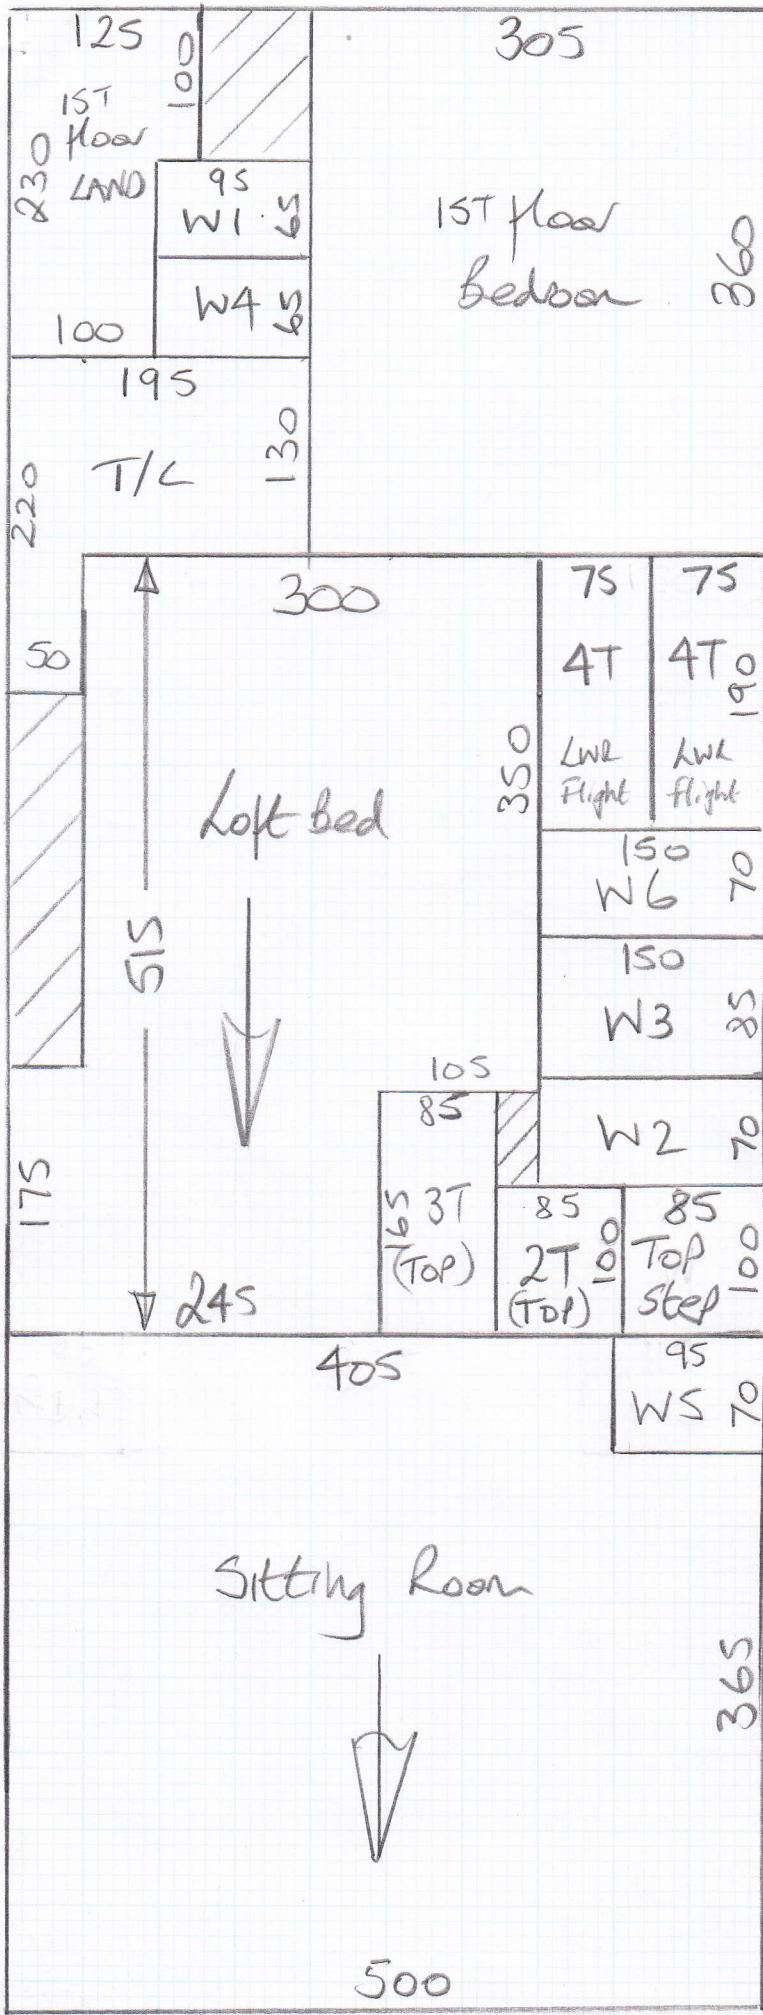 125
100
305
1ST
floor
LAND
230
95
W1
65
1ST floor
Bedroom
360
W4
65
100
195
T/L
130
220
50
300
75
4T
LWR
Flight
75
4T
190
LWR
flight
350
Loft Bed
515
150
W6
70
150
W3
85
105
85
W2
70
175
165
3T
(TOP)
85
2T
100
(TOP)
85
TOP
Step
100
245
405
95
W5
70
Sitting Room
365
500